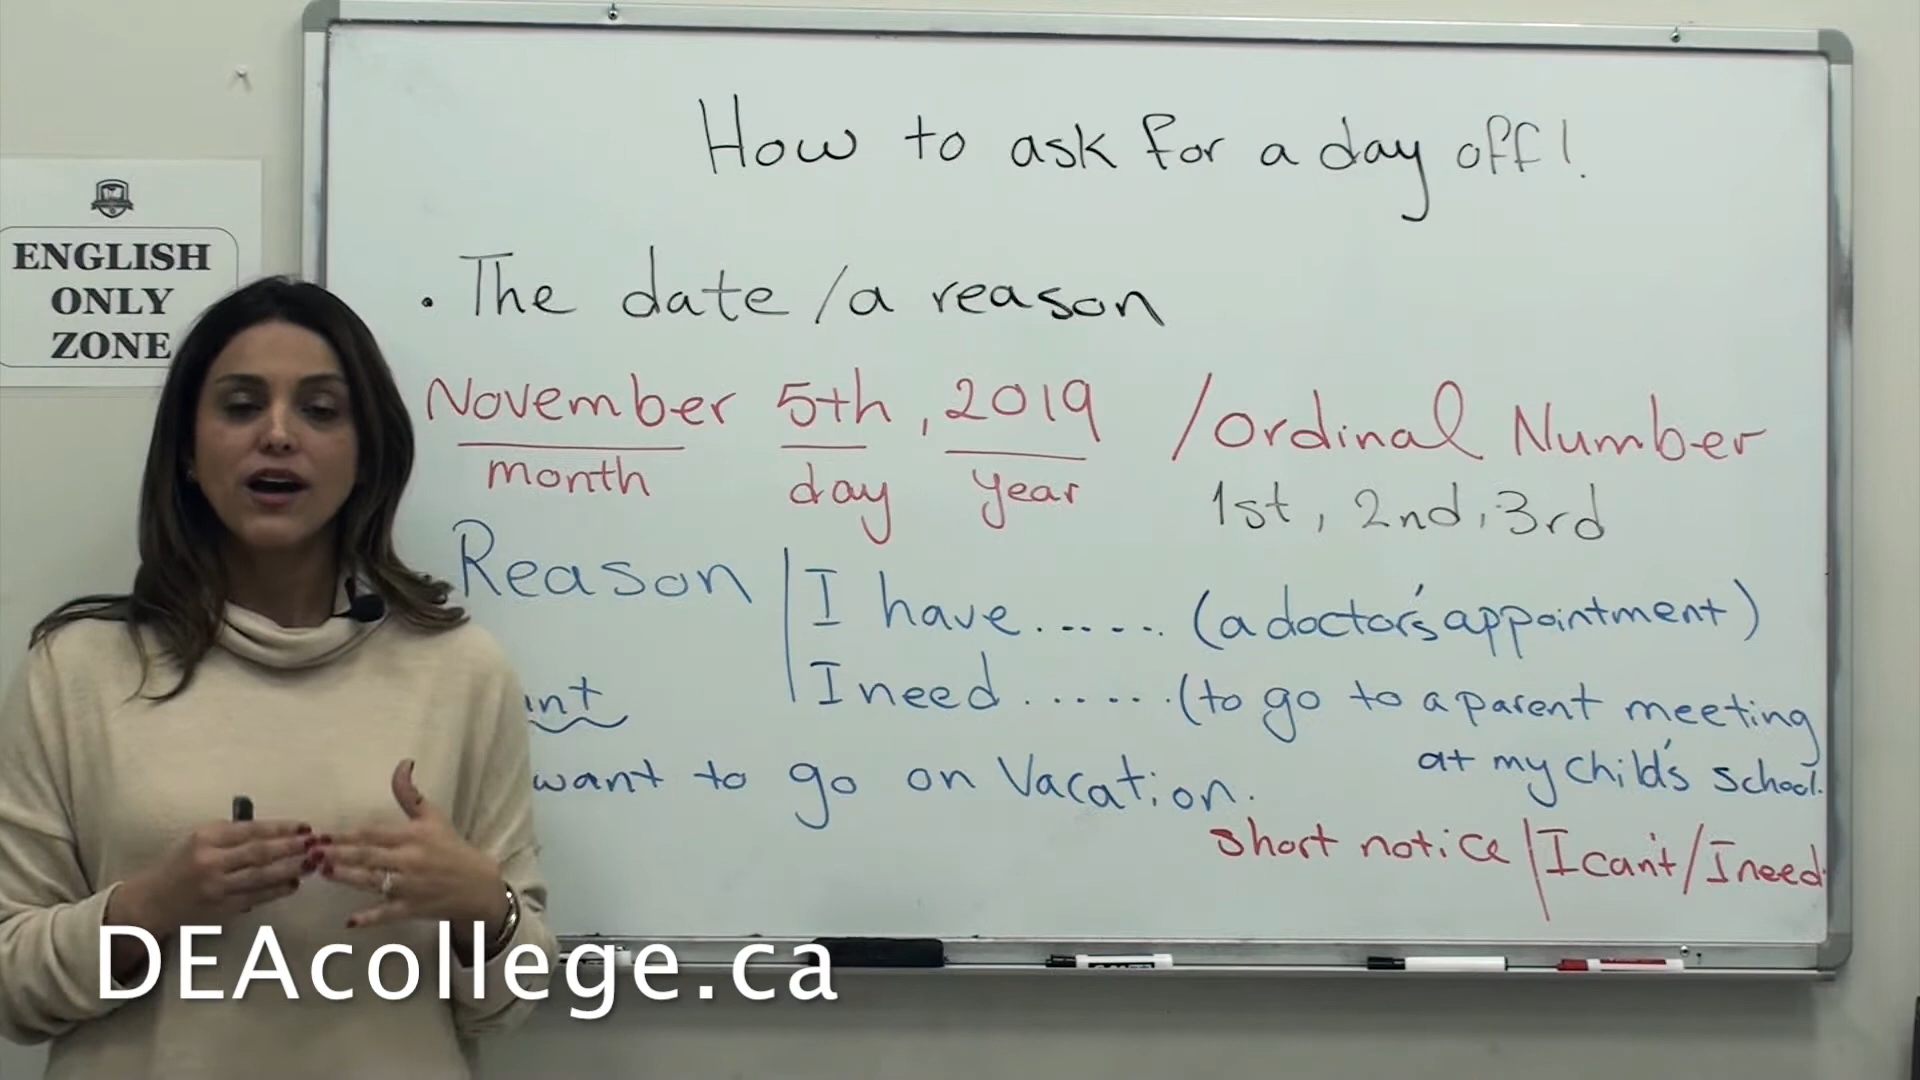 How to ask for a day off!
ENGLISH
ONLY
ZONE
. The date /a reason
November 5th, 2019 /Ordinal Number
month day year 1st, 2nd, 3rd
Reason I have...... (a doctor's appointment)
I need....... (to go to a parent meeting
at my child's school.
want to go on Vacation.
short notice | I can't / I need
DEAcollege.ca